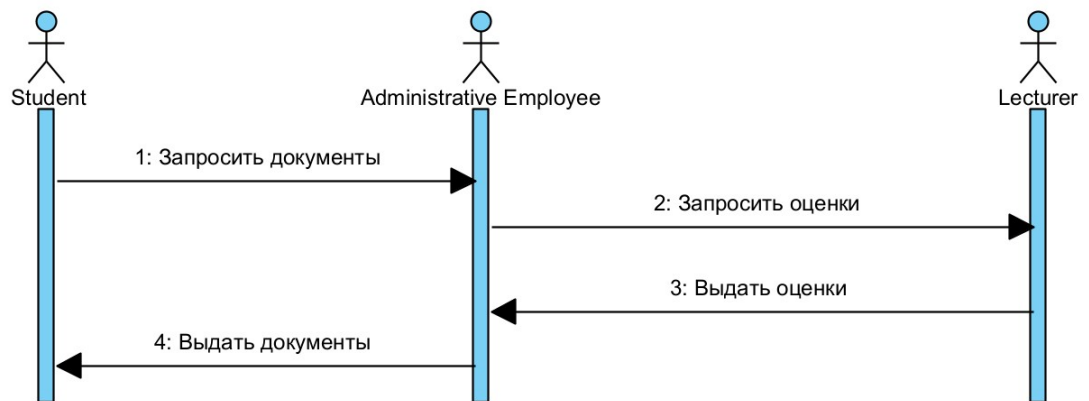 Student
Administrative Employee
Lecturer
1: Запросить документы
2: Запросить оценки
3: Выдать оценки
4: Выдать документы